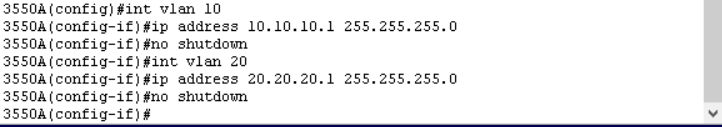 3550A(config)#int vlan 10
3550A(config-if)#ip address 10.10.10.1 255.255.255.0
3550A(config-if)#no shutdown
3550A(config-if)#int vlan 20
3550A(config-if)#ip address 20.20.20.1 255.255.255.0
3550A(config-if)#no shutdown
3550A(config-if)#